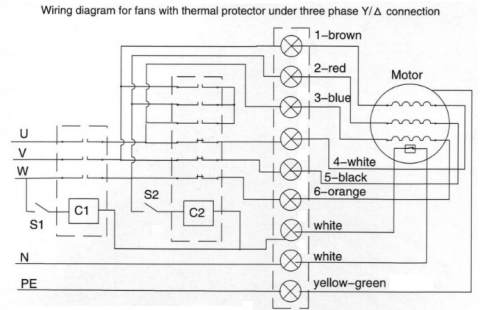 Wiring diagram for fans with thermal protector under three phase Y/Δ connection
1–brown
2–red
Motor
3–blue
U
V
4–white
W
5–black
S2
6–orange
C1
C2
S1
white
N
white
PE
yellow–green